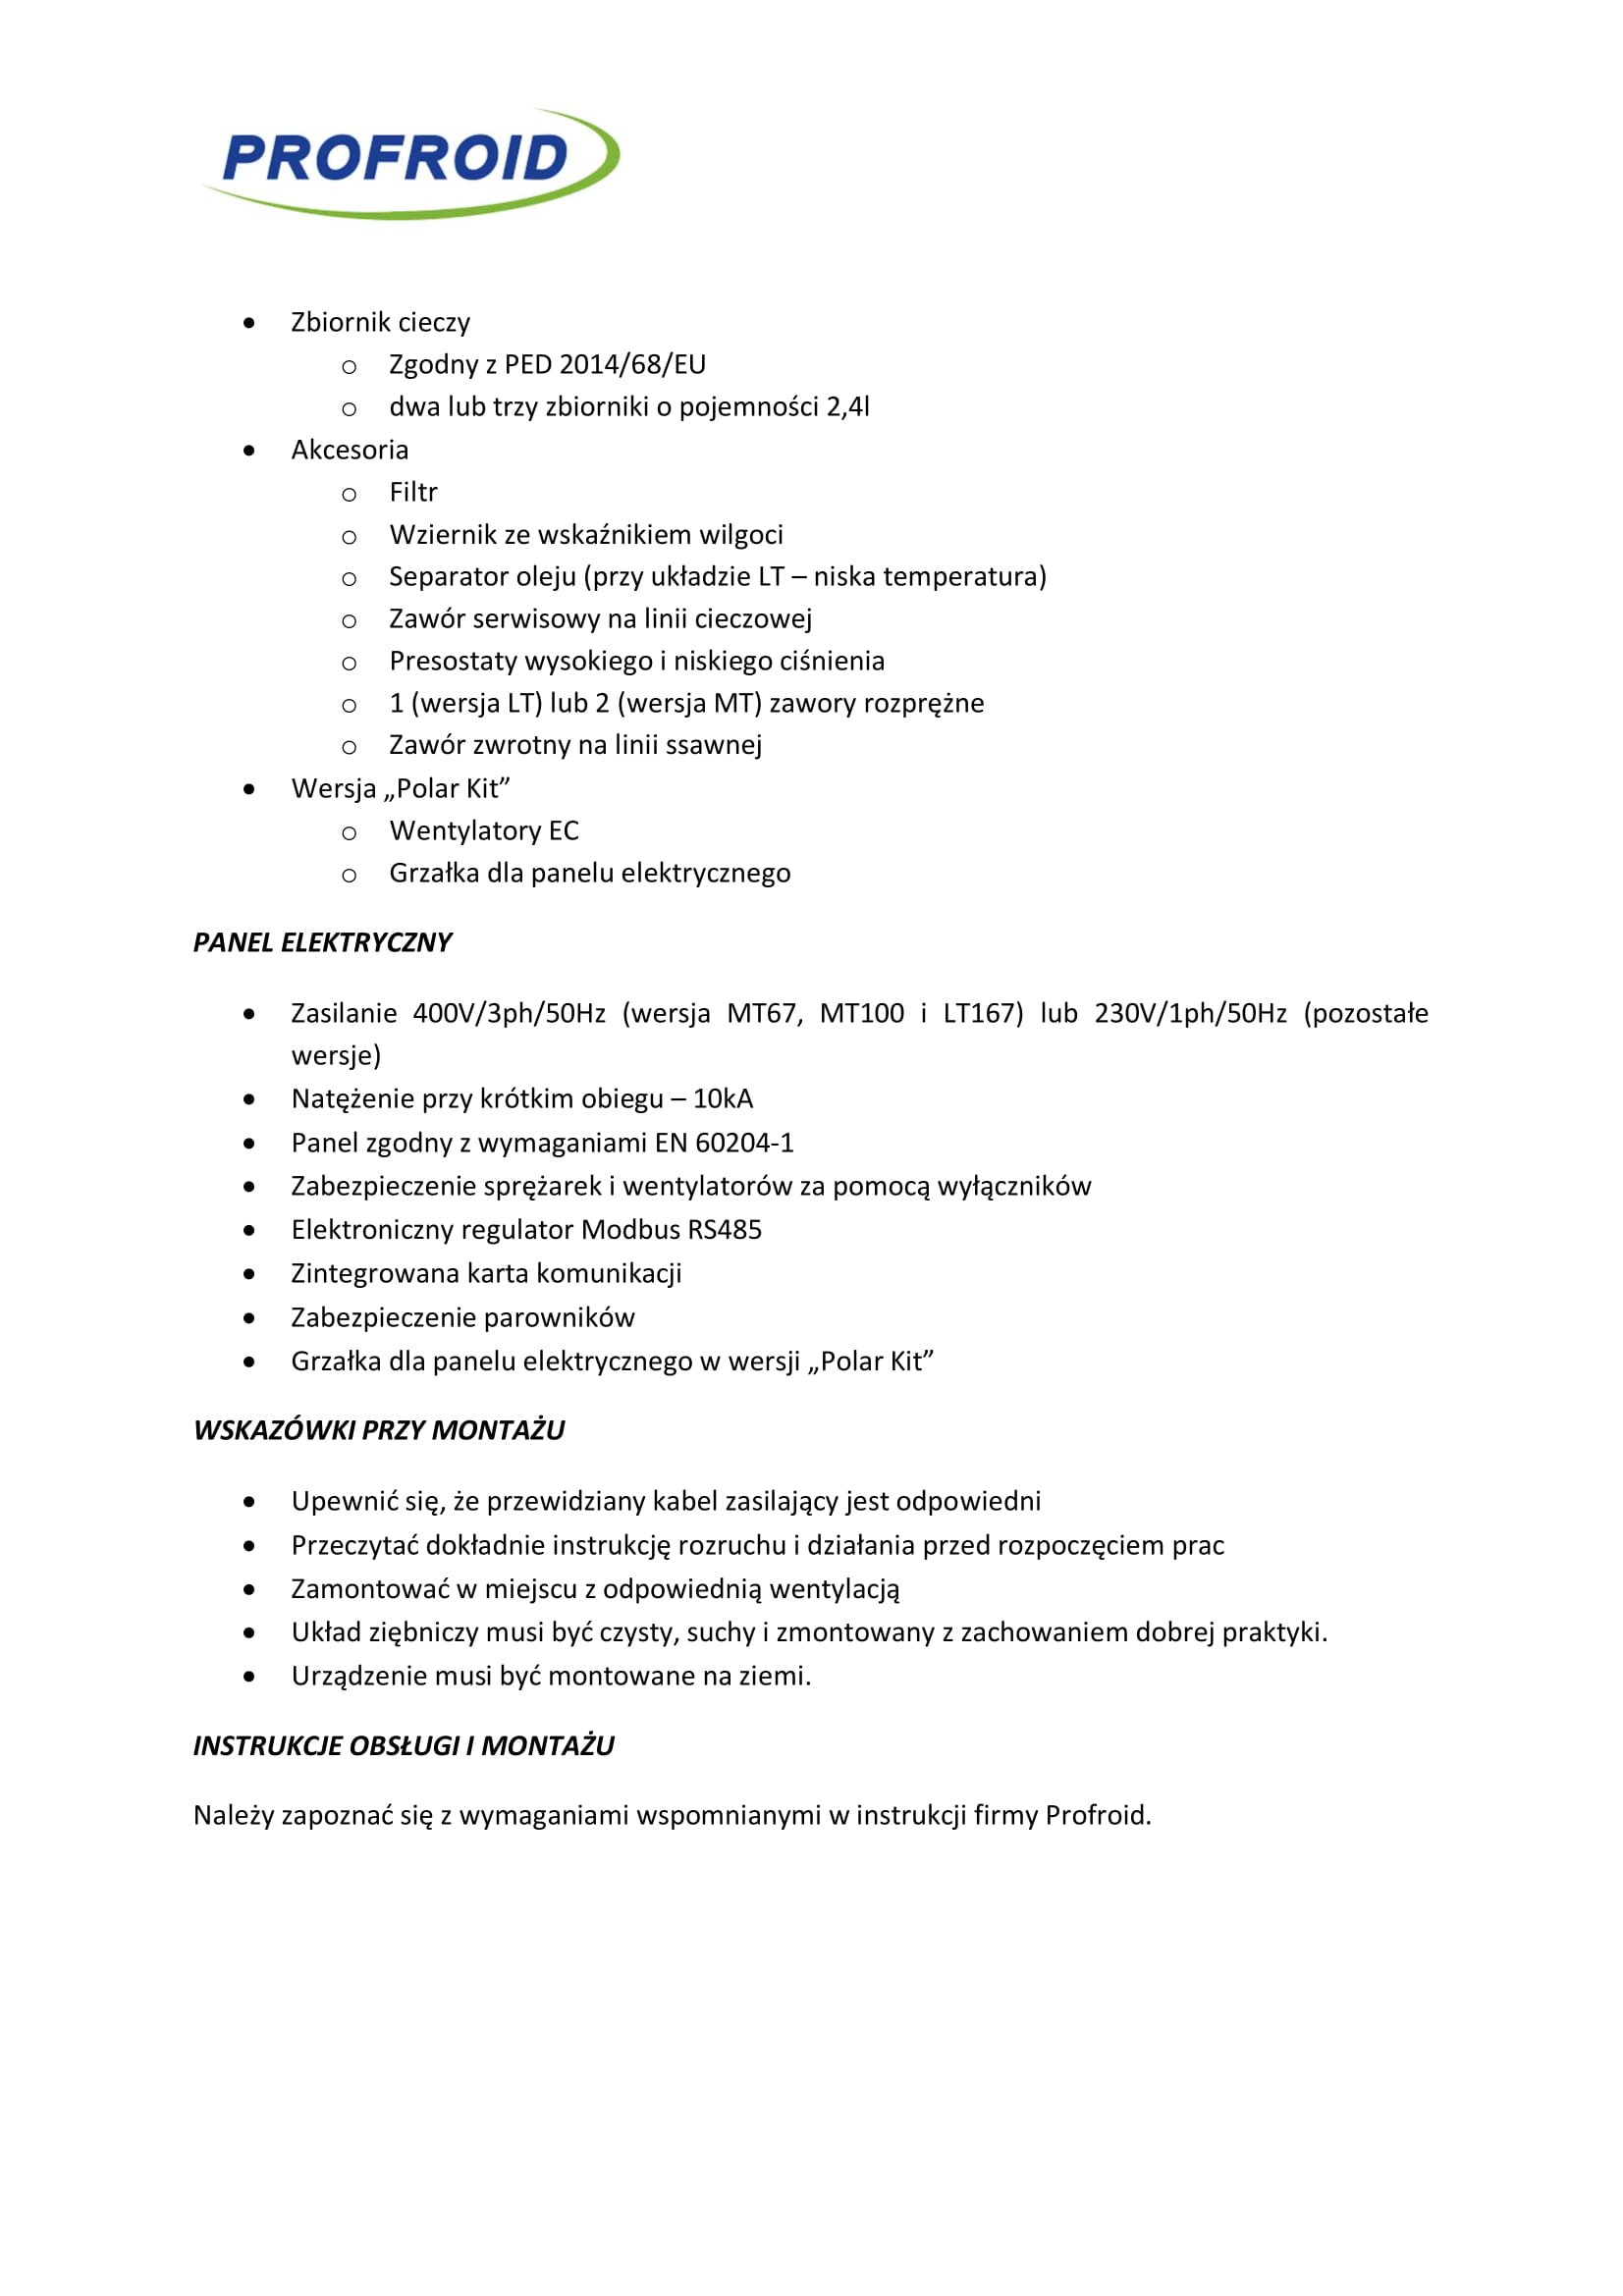 PROFROID
• Zbiornik cieczy
o Zgodny z PED 2014/68/EU
o dwa lub trzy zbiorniki o pojemności 2,4l
• Akcesoria
o Filtr
o Wziernik ze wskaźnikiem wilgoci
o Separator oleju (przy układzie LT – niska temperatura)
o Zawór serwisowy na linii cieczowej
o Presostaty wysokiego i niskiego ciśnienia
o 1 (wersja LT) lub 2 (wersja MT) zawory rozprężne
o Zawór zwrotny na linii ssawnej
• Wersja „Polar Kit”
o Wentylatory EC
o Grzałka dla panelu elektrycznego
PANEL ELEKTRYCZNY
• Zasilanie 400V/3ph/50Hz (wersja MT67, MT100 i LT167) lub 230V/1ph/50Hz (pozostałe
wersje)
• Natężenie przy krótkim obiegu – 10kA
• Panel zgodny z wymaganiami EN 60204-1
• Zabezpieczenie sprężarek i wentylatorów za pomocą wyłączników
• Elektroniczny regulator Modbus RS485
• Zintegrowana karta komunikacji
• Zabezpieczenie parowników
• Grzałka dla panelu elektrycznego w wersji „Polar Kit”
WSKAZÓWKI PRZY MONTAŻU
• Upewnić się, że przewidziany kabel zasilający jest odpowiedni
• Przeczytać dokładnie instrukcję rozruchu i działania przed rozpoczęciem prac
• Zamontować w miejscu z odpowiednią wentylacją
• Układ ziębniczy musi być czysty, suchy i zmontowany z zachowaniem dobrej praktyki.
• Urządzenie musi być montowane na ziemi.
INSTRUKCJE OBSŁUGI I MONTAŻU
Należy zapoznać się z wymaganiami wspomnianymi w instrukcji firmy Profroid.